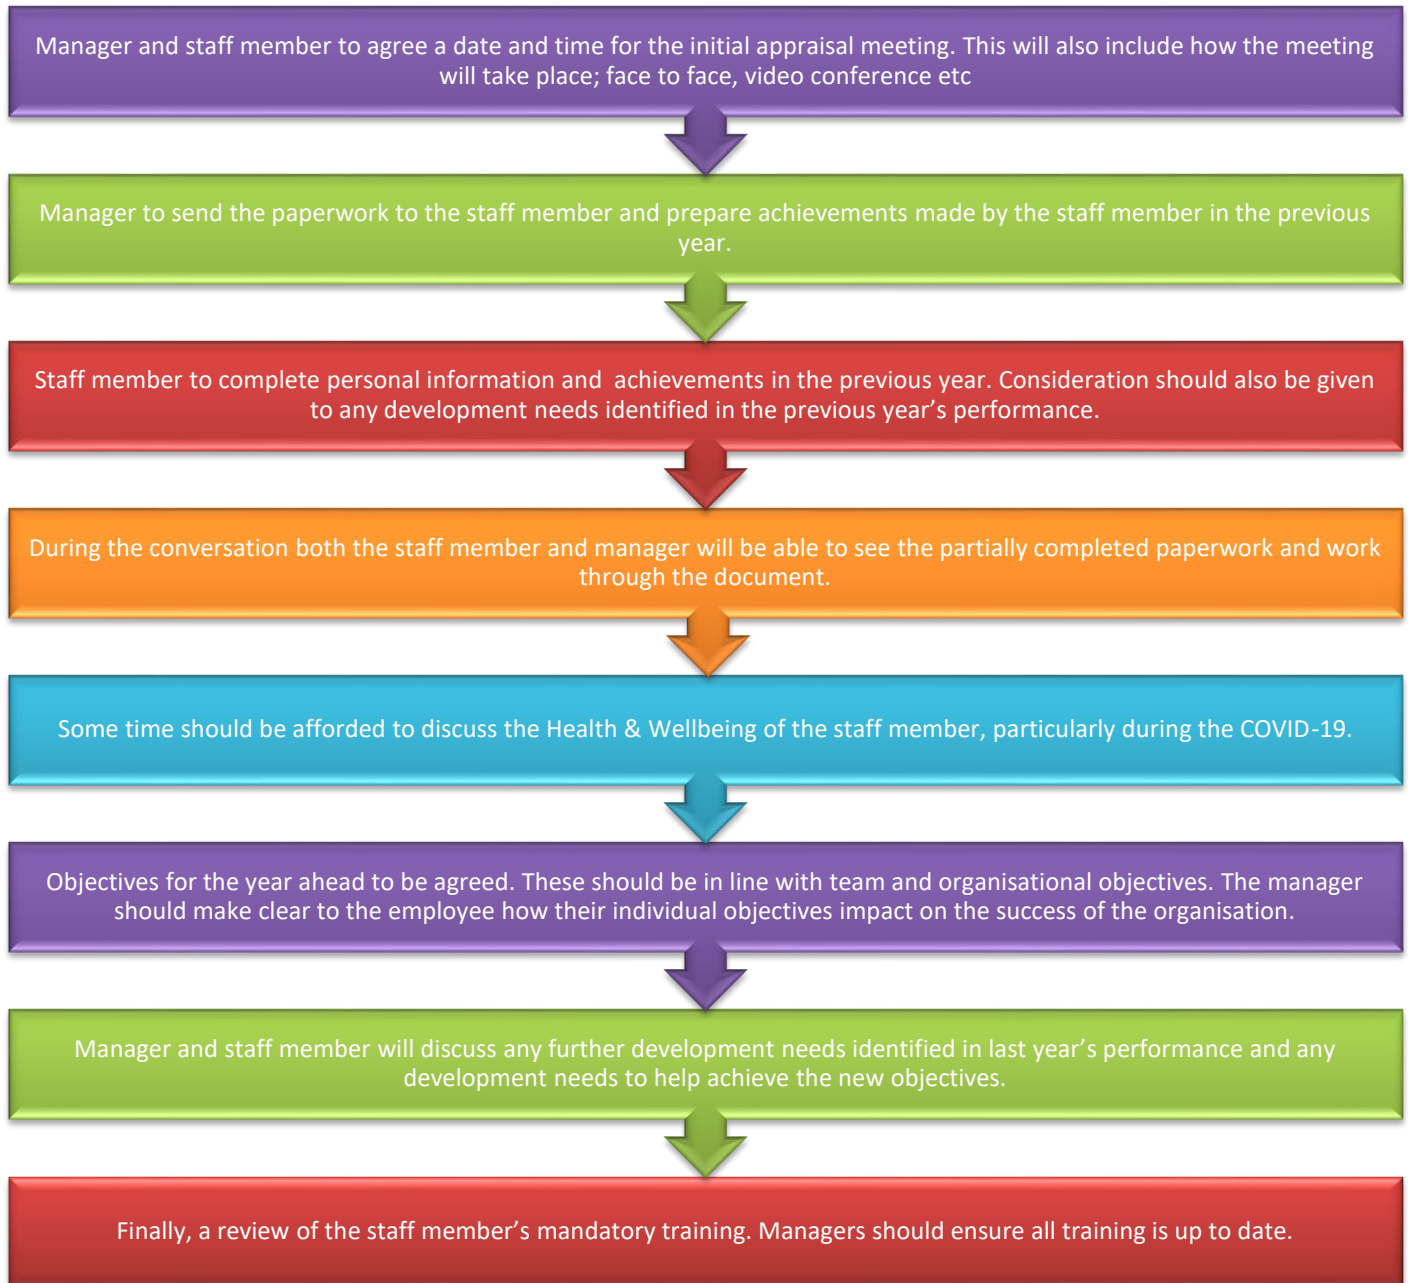 Manager and staff member to agree a date and time for the initial appraisal meeting. This will also include how the meeting
will take place; face to face, video conference etc
Manager to send the paperwork to the staff member and prepare achievements made by the staff member in the previous
year.
Staff member to complete personal information and  achievements in the previous year. Consideration should also be given
to any development needs identified in the previous year’s performance.
During the conversation both the staff member and manager will be able to see the partially completed paperwork and work
through the document.
Some time should be afforded to discuss the Health & Wellbeing of the staff member, particularly during the COVID-19.
Objectives for the year ahead to be agreed. These should be in line with team and organisational objectives. The manager
should make clear to the employee how their individual objectives impact on the success of the organisation.
Manager and staff member will discuss any further development needs identified in last year’s performance and any
development needs to help achieve the new objectives.
Finally, a review of the staff member’s mandatory training. Managers should ensure all training is up to date.